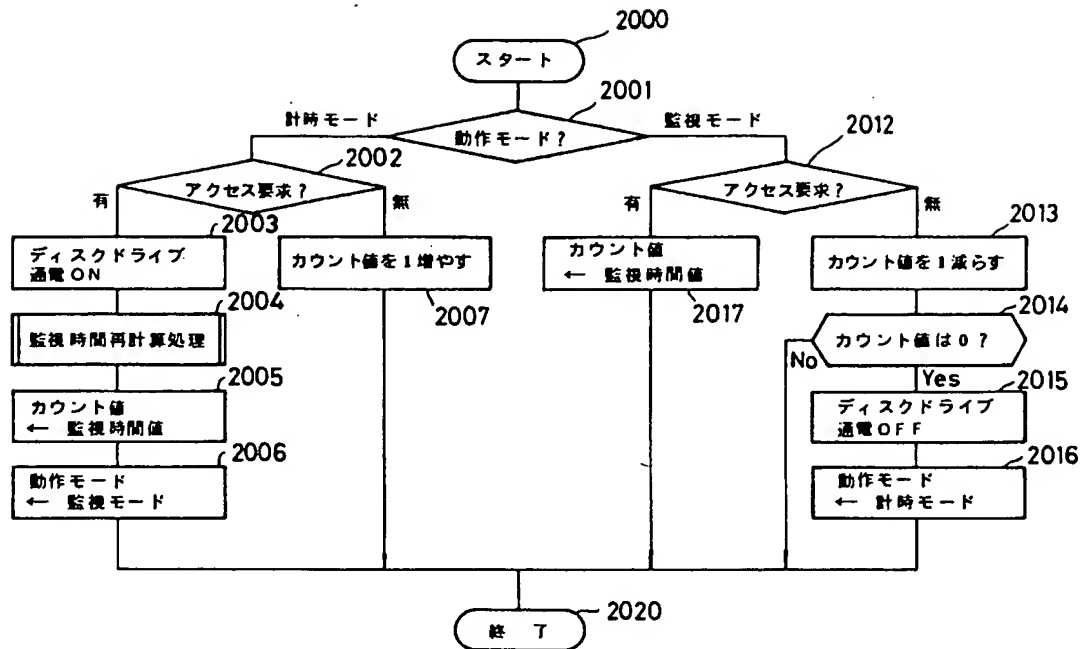 2000
スタート
2001
計時モード
動作モード?
監視モード
2002
2012
アクセス要求?
有
無
アクセス要求?
有
無
2003
ディスクドライブ
通電ON
カウント値を1増やす
2007
カウント値
← 監視時間値
2017
2013
カウント値を1減らす
2004
監視時間再計算処理
2014
カウント値は0?
No
Yes
2005
カウント値
← 監視時間値
2015
ディスクドライブ
通電OFF
2006
動作モード
← 監視モード
2016
動作モード
← 計時モード
2020
終了